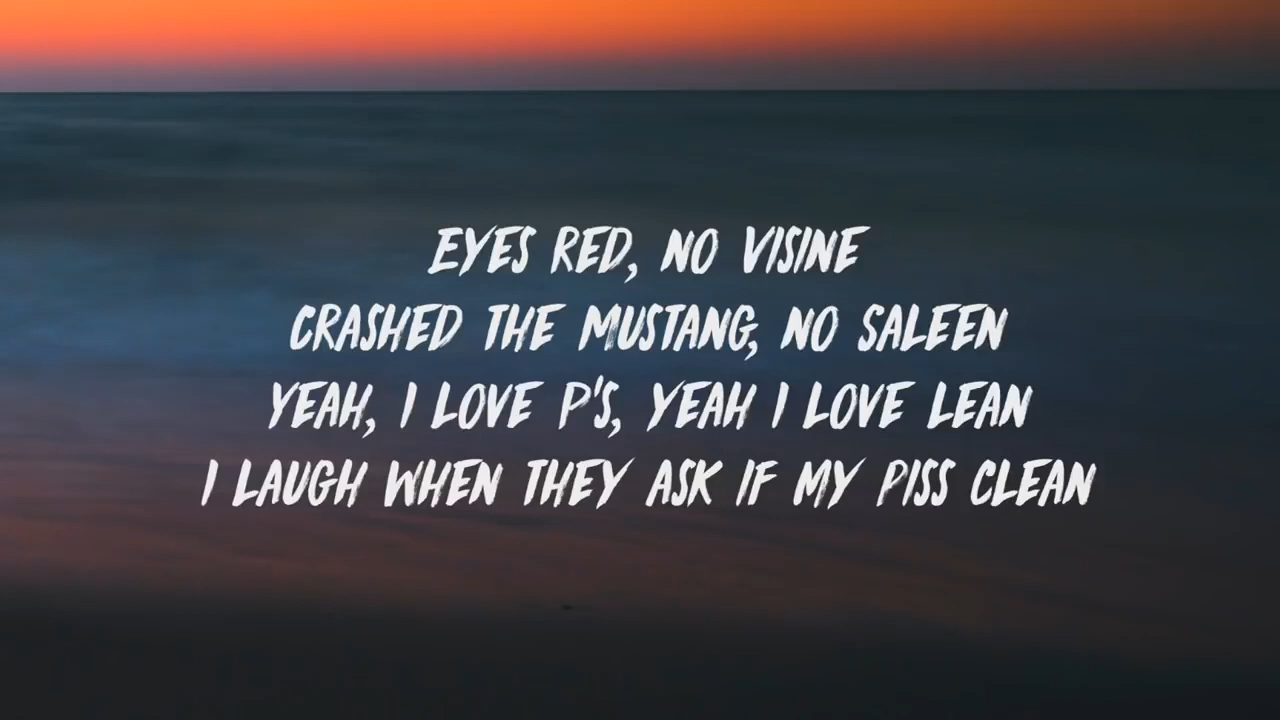 EYES RED, NO VISINE
CRASHED THE MUSTANG, NO SALEEN
YEAH, I LOVE P'S, YEAH I LOVE LEAN
I LAUGH WHEN THEY ASK IF MY PISS CLEAN